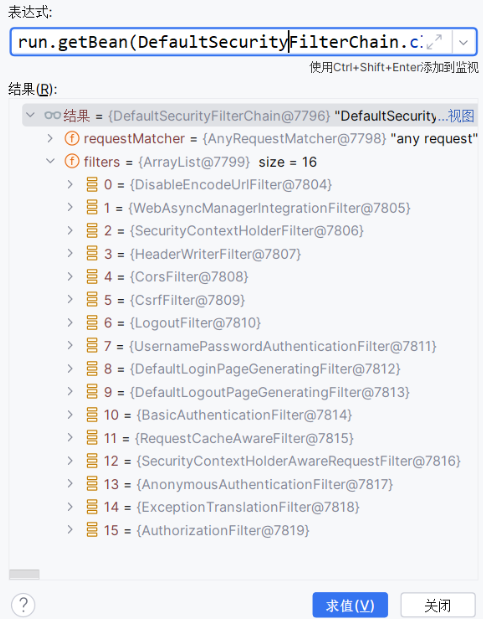 表达式:
run.getBean(DefaultSecurityFilterChain.cl
使用Ctrl+Shift+Enter添加到监视
结果(R):
结果 = {DefaultSecurityFilterChain@7796} "DefaultSecurity...视图
requestMatcher = {AnyRequestMatcher@7798} "any request"
filters = {ArrayList@7799} size = 16
0 = {DisableEncodeUrlFilter@7804}
1 = {WebAsyncManagerIntegrationFilter@7805}
2 = {SecurityContextHolderFilter@7806}
3 = {HeaderWriterFilter@7807}
4 = {CorsFilter@7808}
5 = {CsrfFilter@7809}
6 = {LogoutFilter@7810}
7 = {UsernamePasswordAuthenticationFilter@7811}
8 = {DefaultLoginPageGeneratingFilter@7812}
9 = {DefaultLogoutPageGeneratingFilter@7813}
10 = {BasicAuthenticationFilter@7814}
11 = {RequestCacheAwareFilter@7815}
12 = {SecurityContextHolderAwareRequestFilter@7816}
13 = {AnonymousAuthenticationFilter@7817}
14 = {ExceptionTranslationFilter@7818}
15 = {AuthorizationFilter@7819}
? 求值(V) 关闭